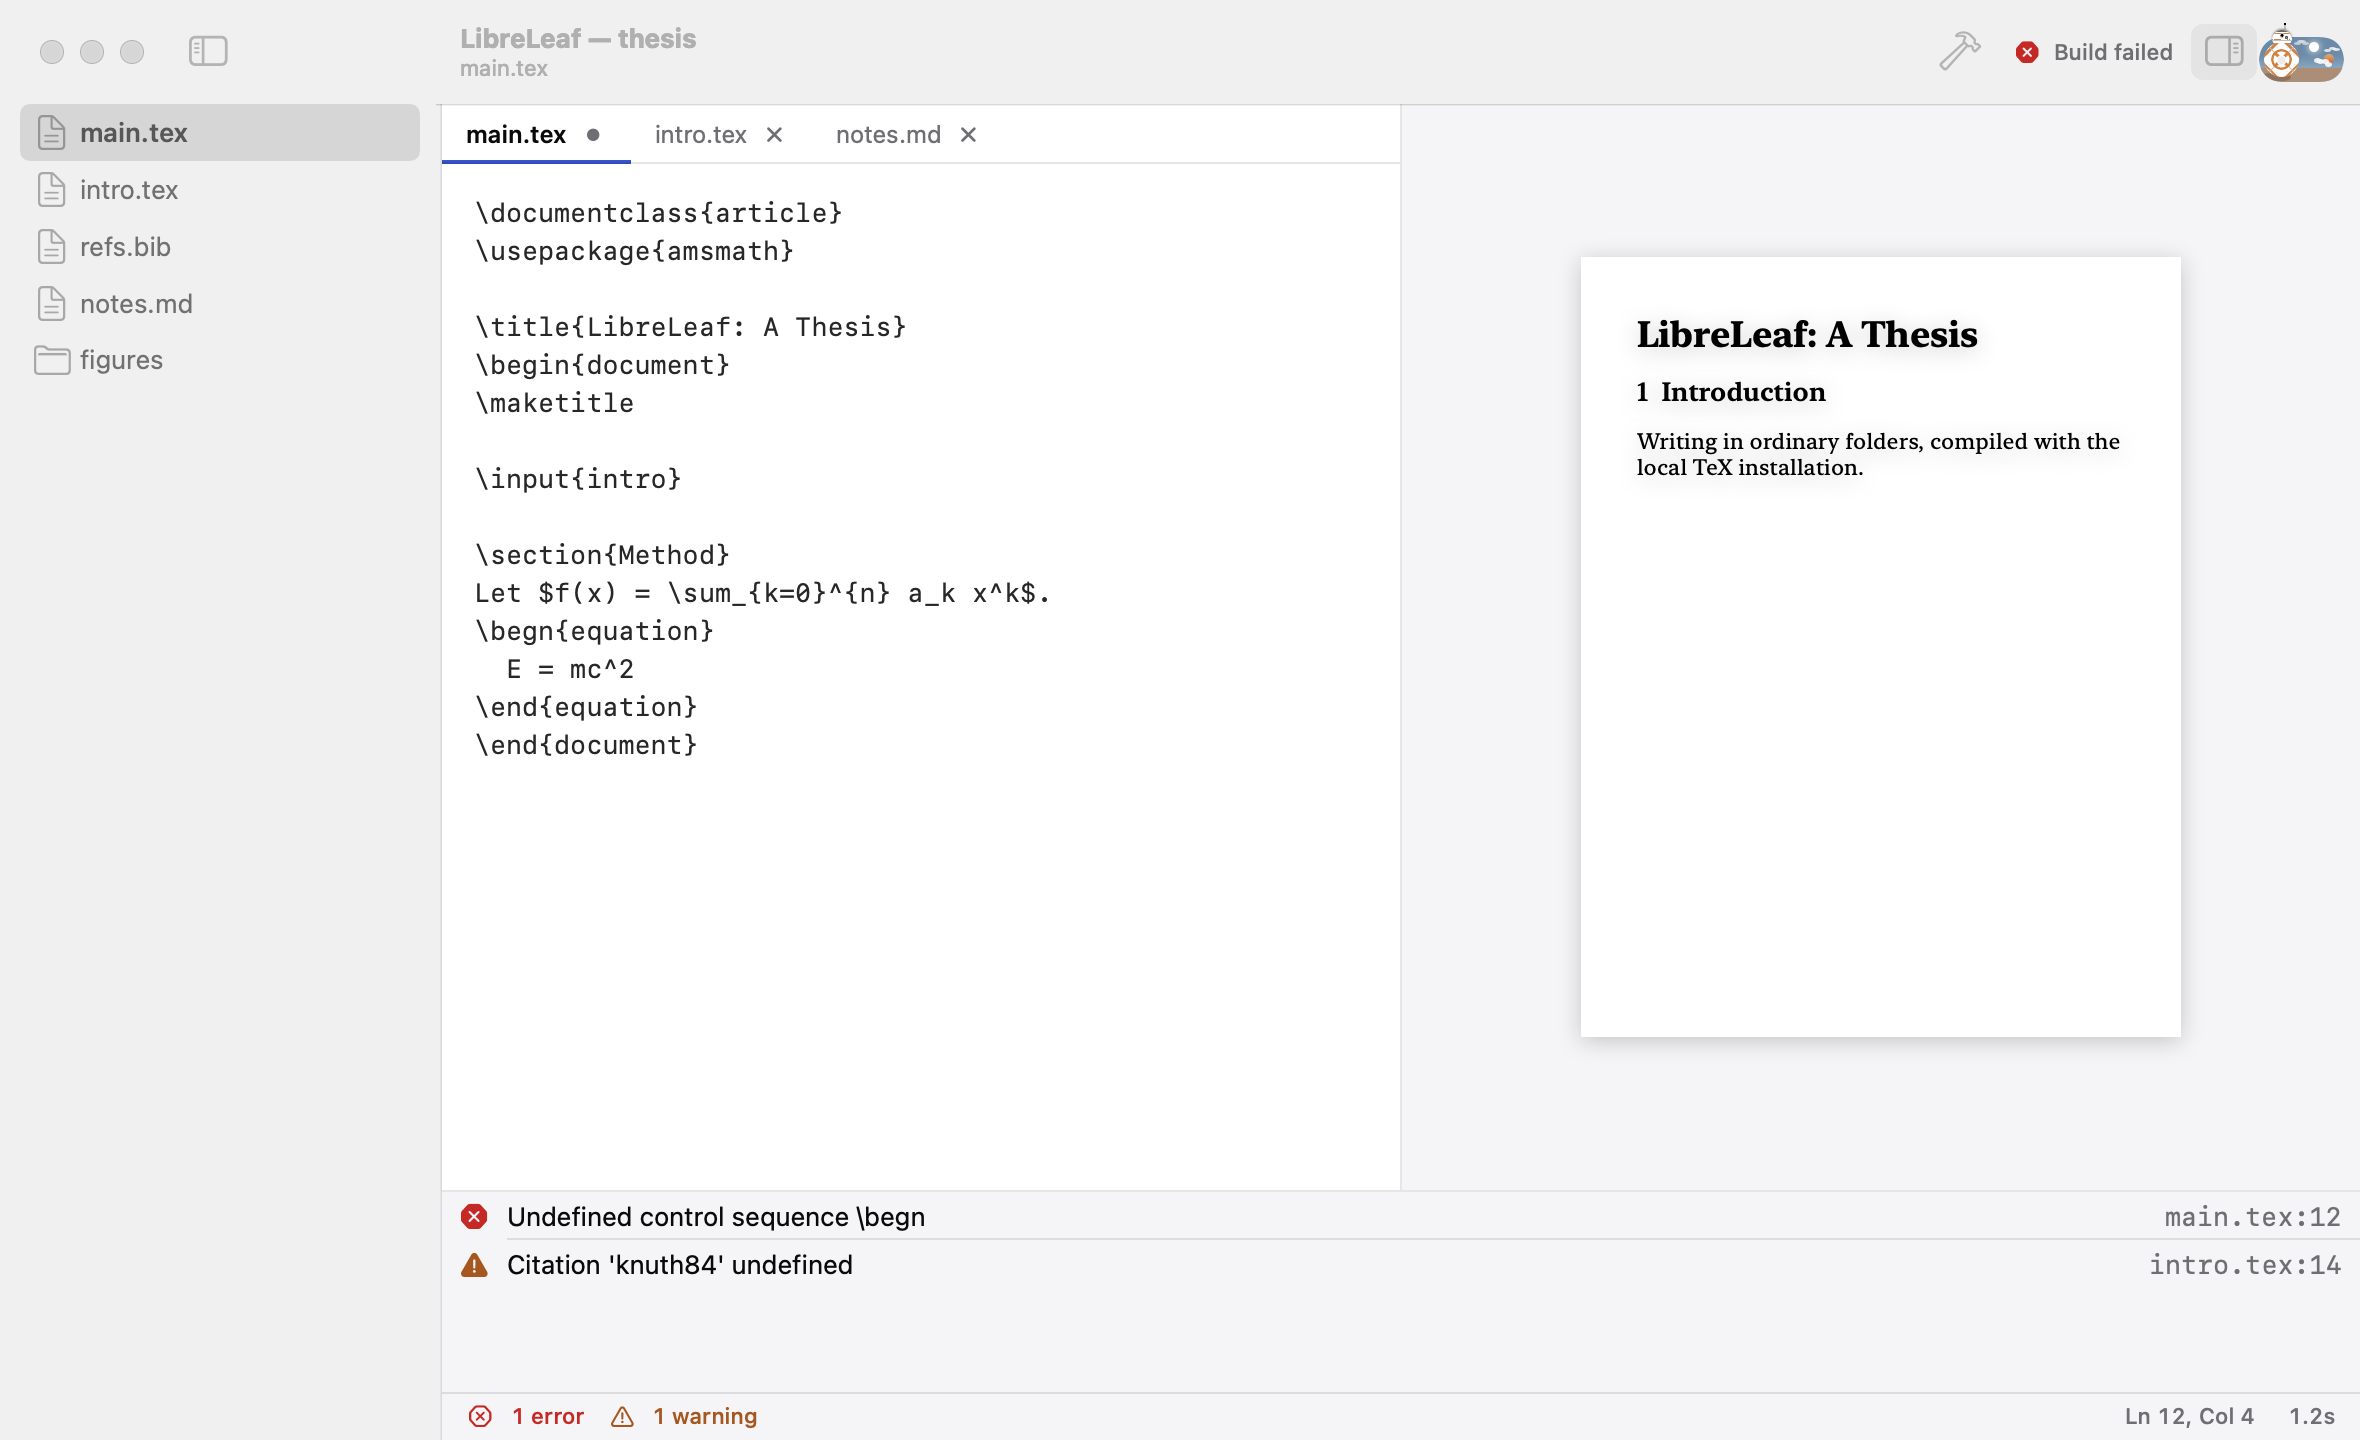 LibreLeaf — thesis
main.tex
Build failed
main.tex
intro.tex
refs.bib
notes.md
figures
main.tex
intro.tex
notes.md
\documentclass{article}
\usepackage{amsmath}
\title{LibreLeaf: A Thesis}
\begin{document}
\maketitle
\input{intro}
\section{Method}
Let $f(x) = \sum_{k=0}^{n} a_k x^k$.
\begn{equation}
  E = mc^2
\end{equation}
\end{document}
LibreLeaf: A Thesis
1 Introduction
Writing in ordinary folders, compiled with the
local TeX installation.
Undefined control sequence \begn main.tex:12
Citation 'knuth84' undefined intro.tex:14
1 error 1 warning Ln 12, Col 4 1.2s